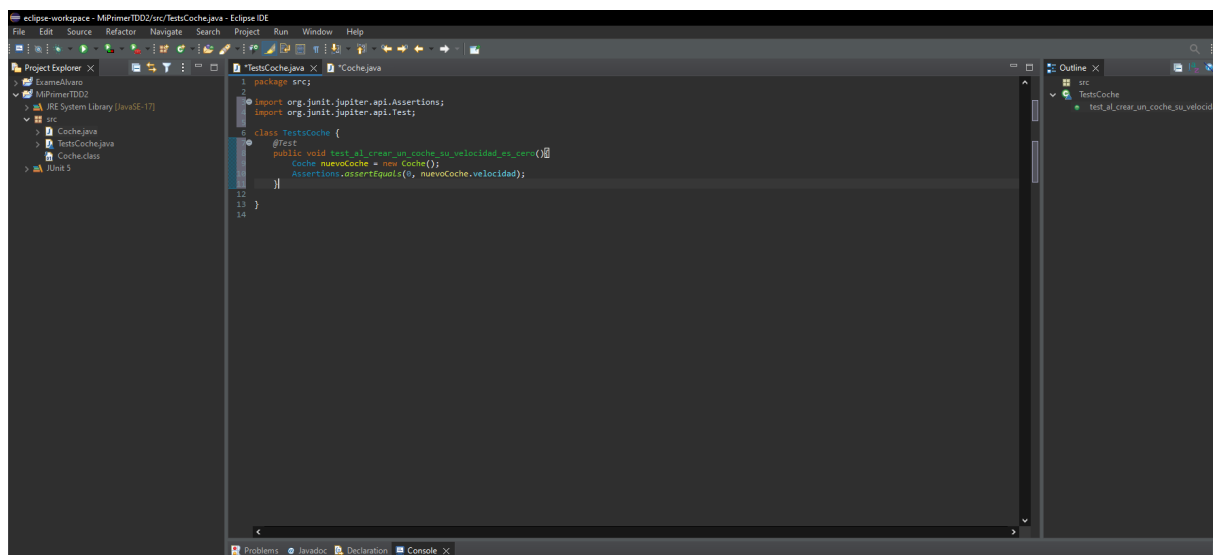 eclipse-workspace - MiPrimerTDD2/src/TestsCoche.java - Eclipse IDE
File Edit Source Refactor Navigate Search Project Run Window Help
Project Explorer
ExameAlvaro
MiPrimerTDD2
JRE System Library [JavaSE-17]
src
Coche.java
TestsCoche.java
Coche.class
JUnit 5
*TestsCoche.java *Coche.java
1 package src;
2
3 import org.junit.jupiter.api.Assertions;
4 import org.junit.jupiter.api.Test;
5
6 class TestsCoche {
7 @Test
8 public void test_al_crear_un_coche_su_velocidad_es_cero(){
9 Coche nuevoCoche = new Coche();
10 Assertions.assertEquals(0, nuevoCoche.velocidad);
11 }
12
13 }
14
Outline
src
TestsCoche
test_al_crear_un_coche_su_velocid
Problems Javadoc Declaration Console